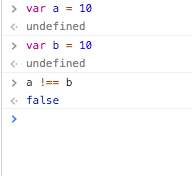 > var a = 10
<· undefined
> var b = 10
<· undefined
> a !== b
<· false
>